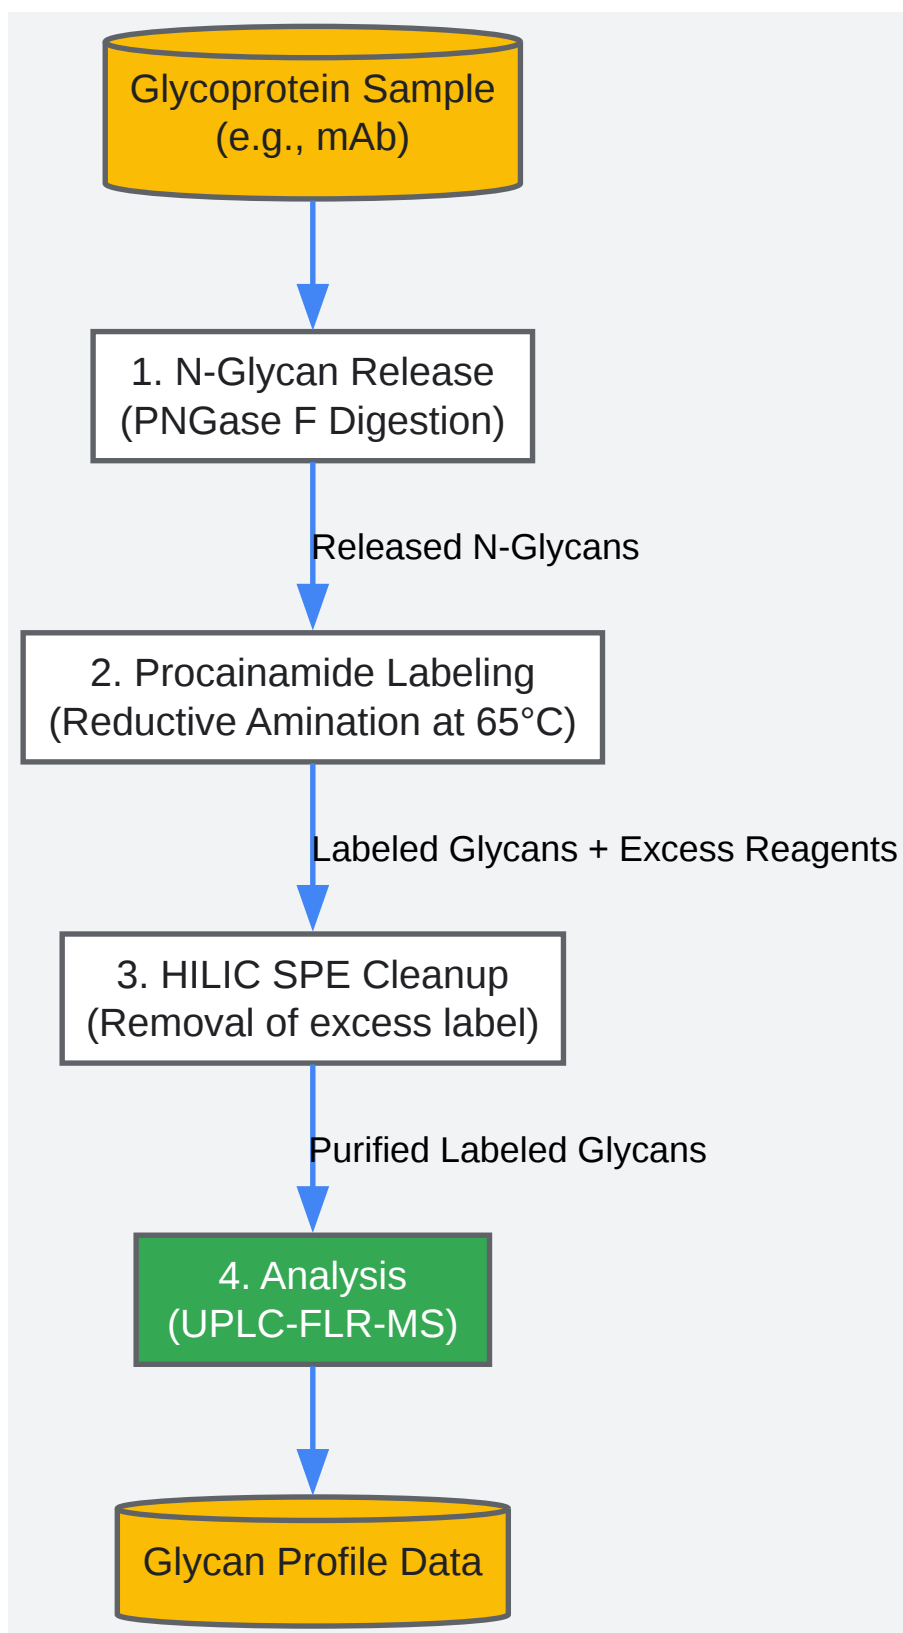 Glycoprotein Sample
(e.g., mAb)
1. N-Glycan Release
(PNGase F Digestion)
Released N-Glycans
2. Procainamide Labeling
(Reductive Amination at 65°C)
Labeled Glycans + Excess Reagents
3. HILIC SPE Cleanup
(Removal of excess label)
Purified Labeled Glycans
4. Analysis
(UPLC-FLR-MS)
Glycan Profile Data